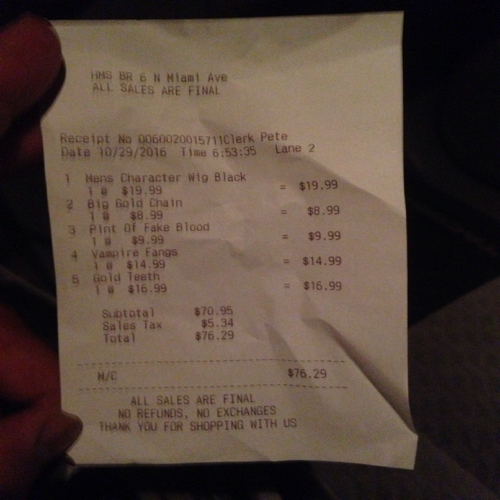 HMS BR 6 N Miami Ave
ALL SALES ARE FINAL
Receipt No 0060020015711Clerk Pete
Date 10/29/2016 Time 6:53:35 Lane 2
1 Mens Character Wig Black
1 @ $19.99 = $19.99
2 Big Gold Chain
1 @ $8.99 = $8.99
3 Pint Of Fake Blood
1 @ $9.99 = $9.99
4 Vampire Fangs
1 @ $14.99 = $14.99
5 Gold Teeth
1 @ $16.99 = $16.99
Subtotal $70.95
Sales Tax $5.34
Total $76.29
M/C $76.29
ALL SALES ARE FINAL
NO REFUNDS, NO EXCHANGES
THANK YOU FOR SHOPPING WITH US